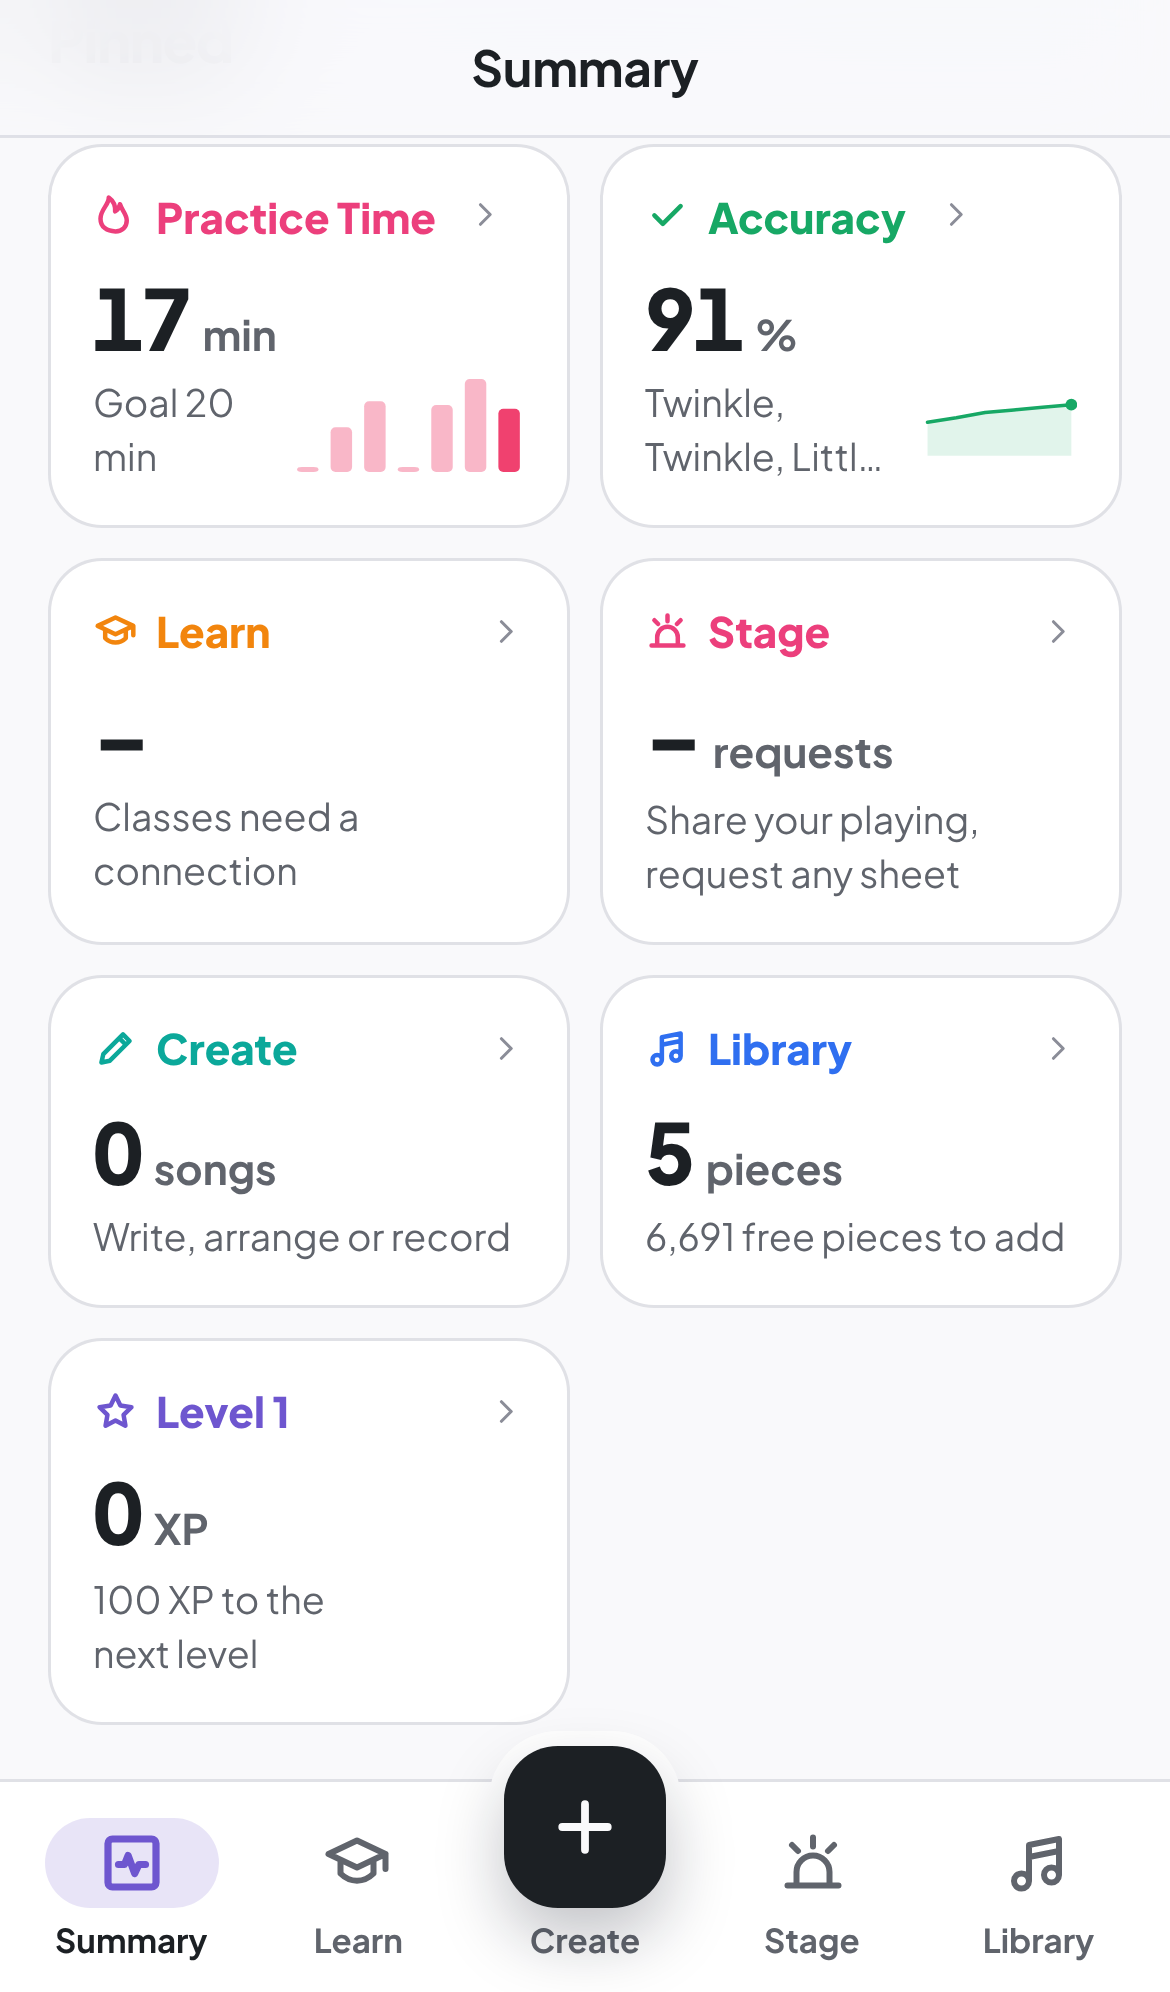 Pinned
Summary
Practice Time
17 min
Goal 20
min
Accuracy
91 %
Twinkle,
Twinkle, Littl...
Learn
–
Classes need a
connection
Stage
– requests
Share your playing,
request any sheet
Create
0 songs
Write, arrange or record
Library
5 pieces
6,691 free pieces to add
Level 1
0 XP
100 XP to the
next level
Summary
Learn
Create
Stage
Library